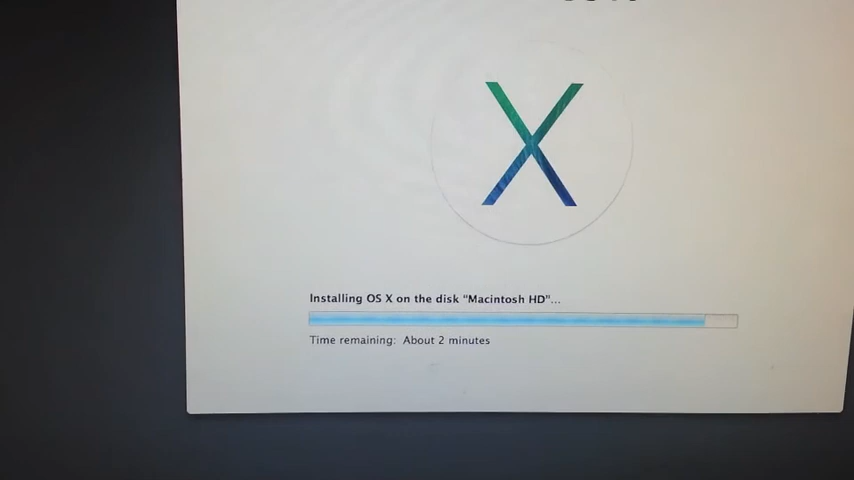 X
Installing OS X on the disk "Macintosh HD"...
Time remaining: About 2 minutes